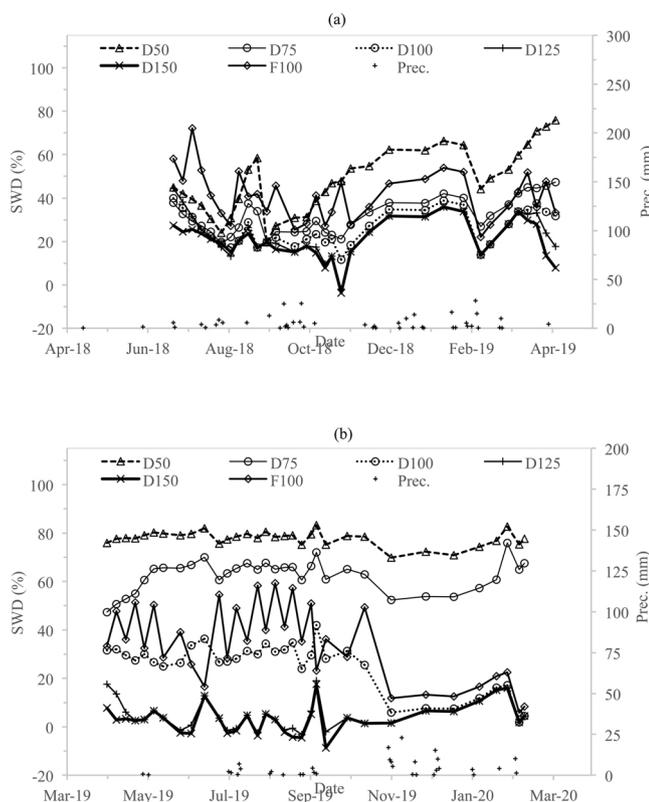 (a)
D50 D75 D100 D125
D150 F100 Prec.
SWD (%)
100
80
60
40
20
0
-20
300
250
200
150
100
50
0
Prec. (mm)
Apr-18 Jun-18 Aug-18 Oct-18 Dec-18 Feb-19 Apr-19
Date
(b)
D50 D75 D100 D125
D150 F100 Prec.
SWD (%)
100
80
60
40
20
0
-20
200
175
150
125
100
75
50
25
0
Prec. (mm)
Mar-19 May-19 Jul-19 Sep-19 Nov-19 Jan-20 Mar-20
Date